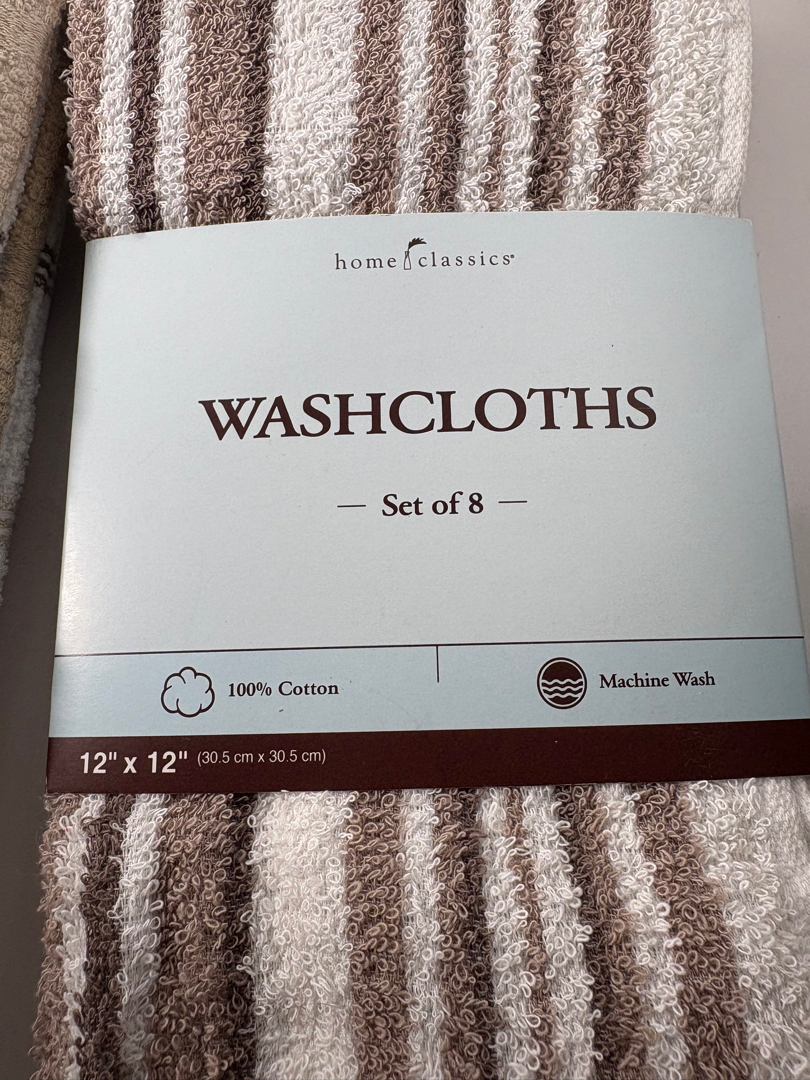 home classics®
WASHCLOTHS
— Set of 8 —
100% Cotton
Machine Wash
12" x 12" (30.5 cm x 30.5 cm)